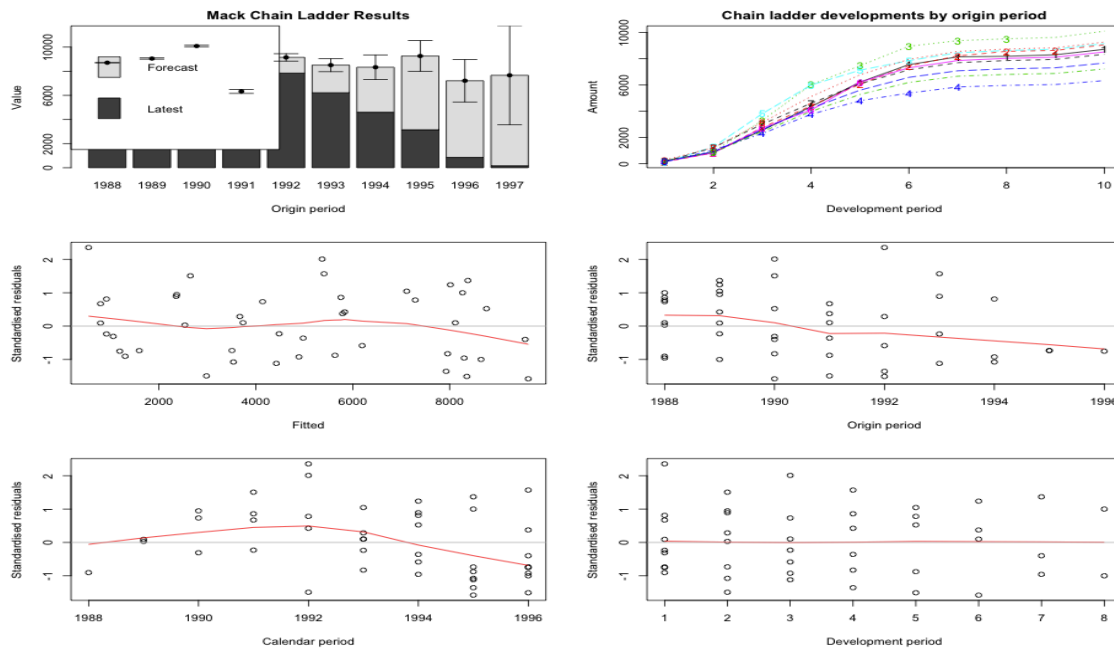 Mack Chain Ladder Results
Value
0 2000 6000 10000
Forecast
Latest
1988 1989 1990 1991 1992 1993 1994 1995 1996 1997
Origin period
Chain ladder developments by origin period
Amount
0 2000 6000 10000
2 4 6 8 10
Development period
Standardised residuals
-1 0 1 2
2000 4000 6000 8000
Fitted
Standardised residuals
-1 0 1 2
1988 1990 1992 1994 1996
Origin period
Standardised residuals
-1 0 1 2
1988 1990 1992 1994 1996
Calendar period
Standardised residuals
-1 0 1 2
1 2 3 4 5 6 7 8
Development period